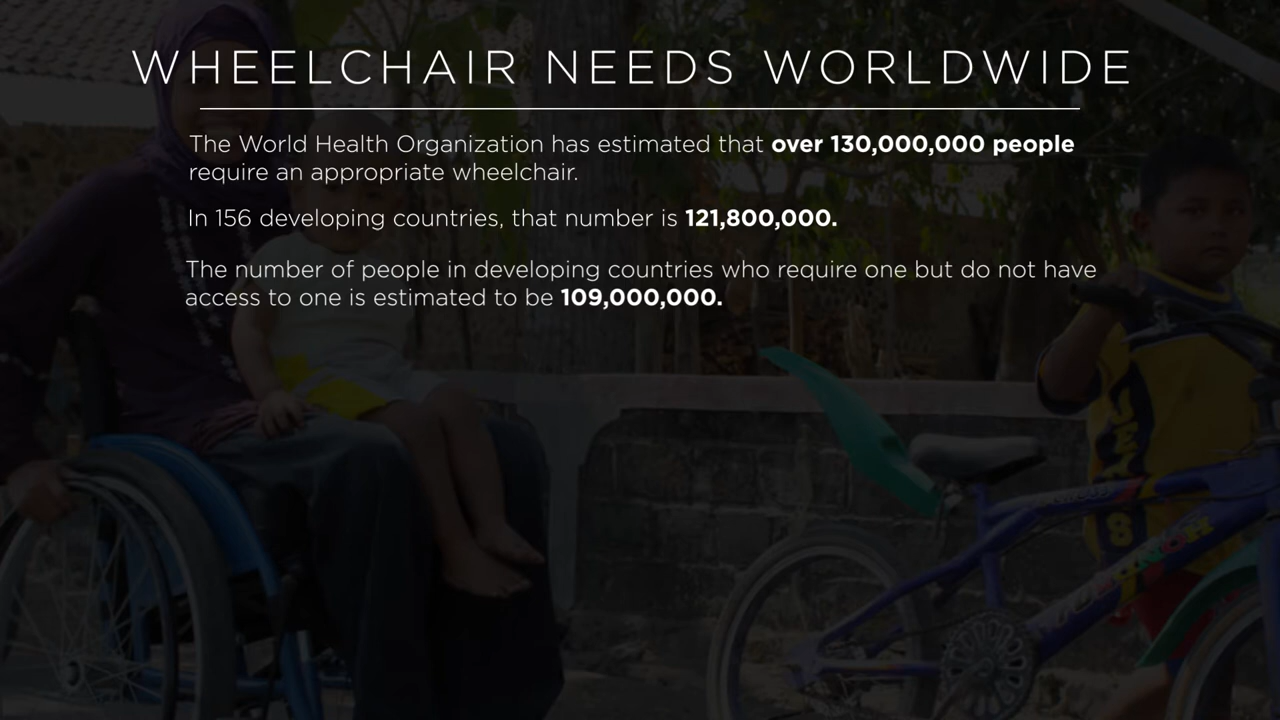 WHEELCHAIR NEEDS WORLDWIDE
The World Health Organization has estimated that over 130,000,000 people
require an appropriate wheelchair.
In 156 developing countries, that number is 121,800,000.
The number of people in developing countries who require one but do not have
access to one is estimated to be 109,000,000.